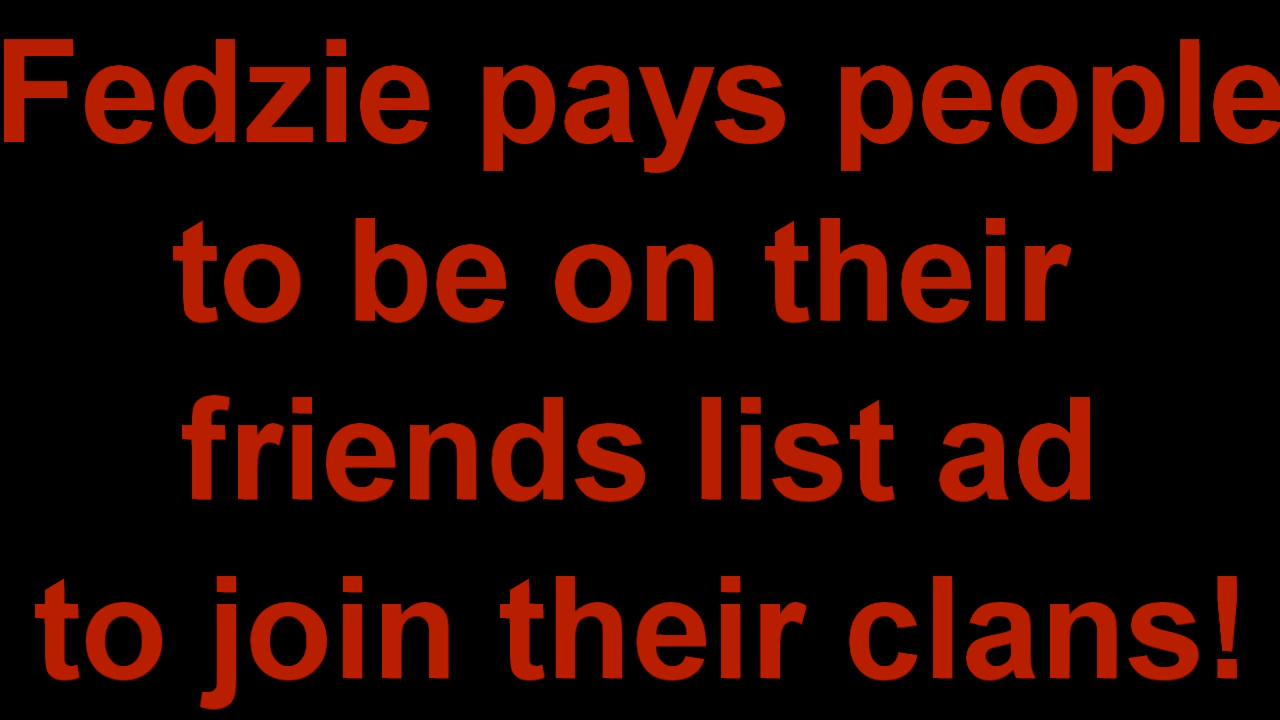 Fedzie pays people
to be on their
friends list ad
to join their clans!